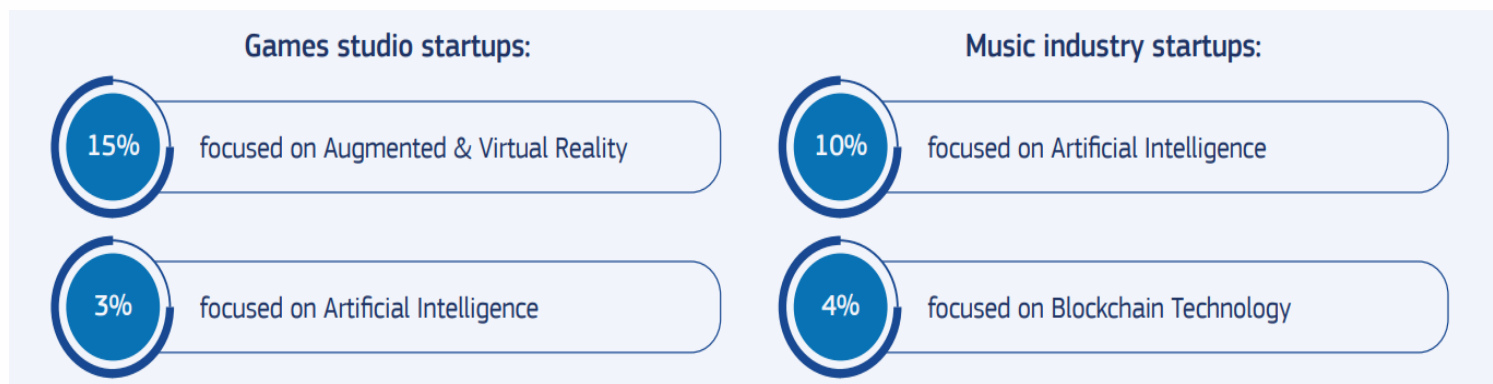 Games studio startups:
15% focused on Augmented & Virtual Reality
3% focused on Artificial Intelligence
Music industry startups:
10% focused on Artificial Intelligence
4% focused on Blockchain Technology